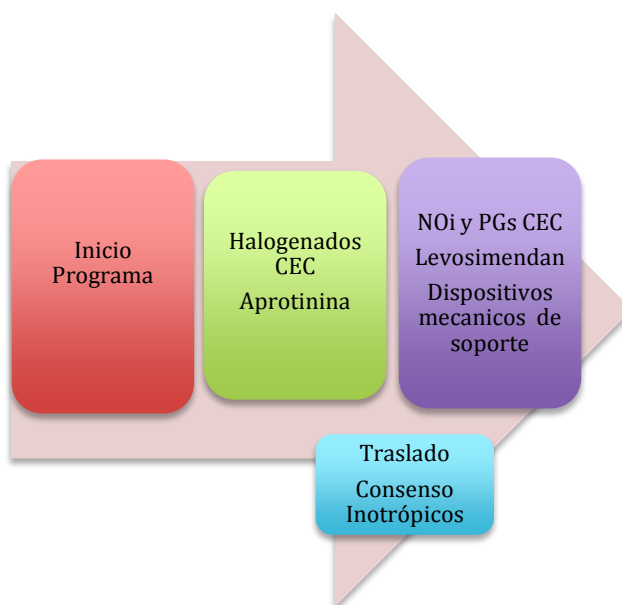 Inicio
Programa
Halogenados
CEC
Aprotinina
NOi y PGs CEC
Levosimendan
Dispositivos
mecanicos de
soporte
Traslado
Consenso
Inotrópicos